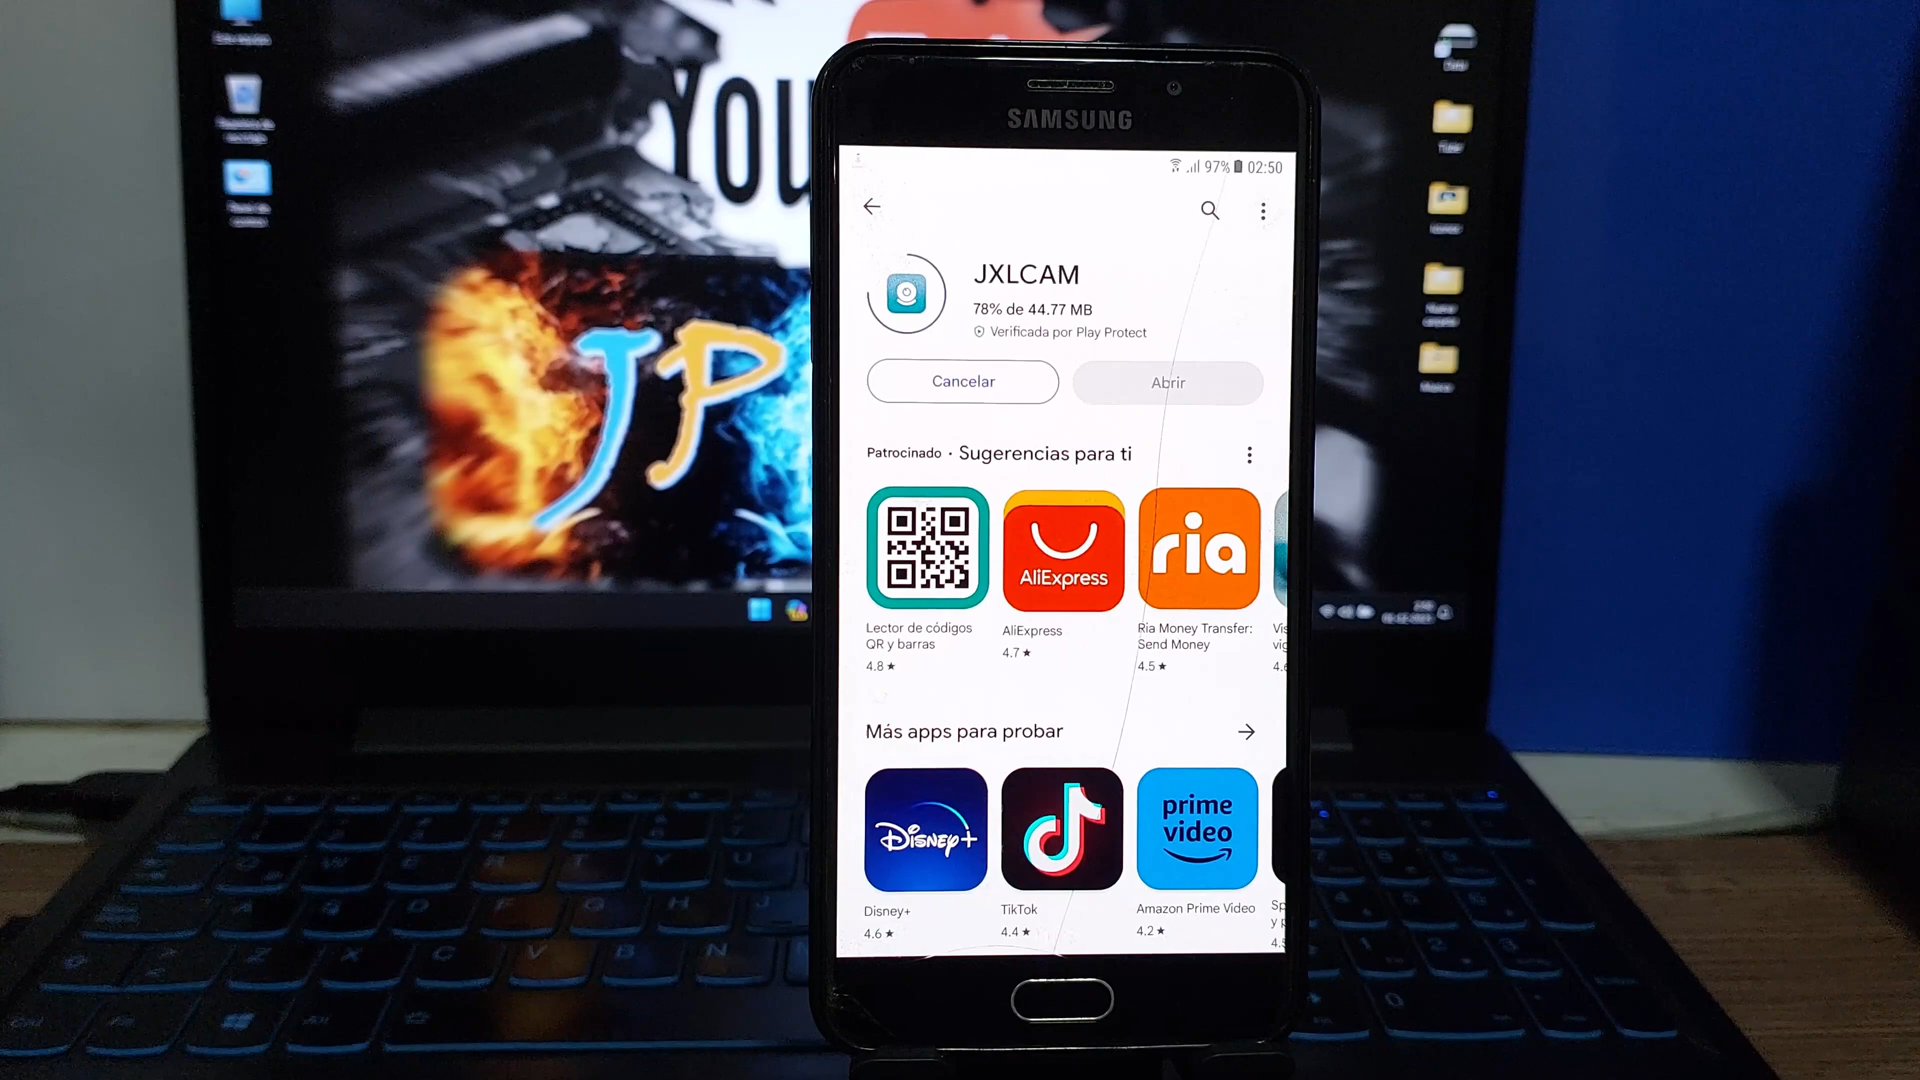 YOU
JP
SAMSUNG
97% 02:50
JXLCAM
78% de 44.77 MB
Verificada por Play Protect
Cancelar
Abrir
Patrocinado · Sugerencias para ti
ria
AliExpress
Lector de códigos
QR y barras
4.8 ★
AliExpress
4.7 ★
Ria Money Transfer:
Send Money
4.5 ★
Más apps para probar
Disney+
prime
video
Disney+
4.6 ★
TikTok
4.4 ★
Amazon Prime Video
4.2 ★